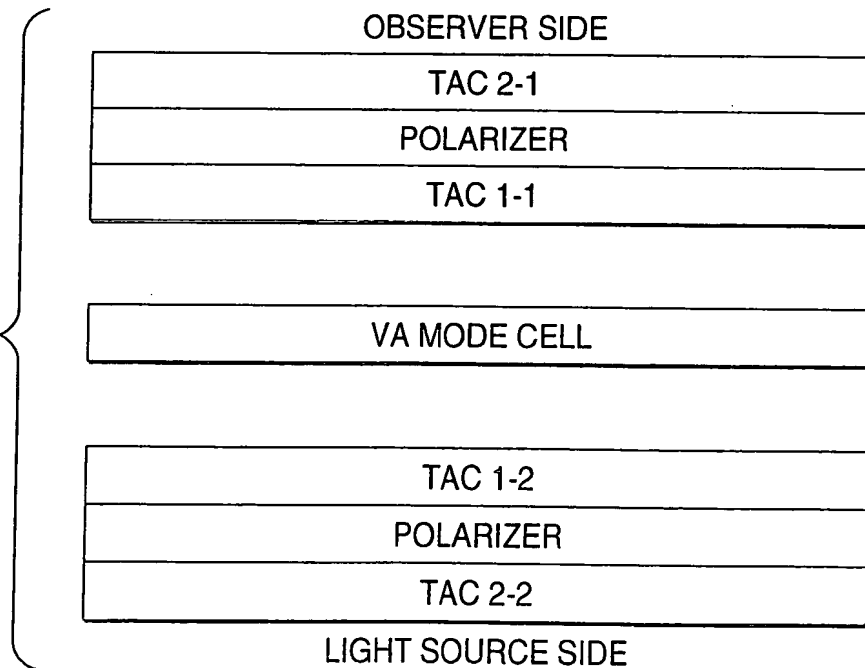 OBSERVER SIDE
TAC 2-1
POLARIZER
TAC 1-1
VA MODE CELL
TAC 1-2
POLARIZER
TAC 2-2
LIGHT SOURCE SIDE